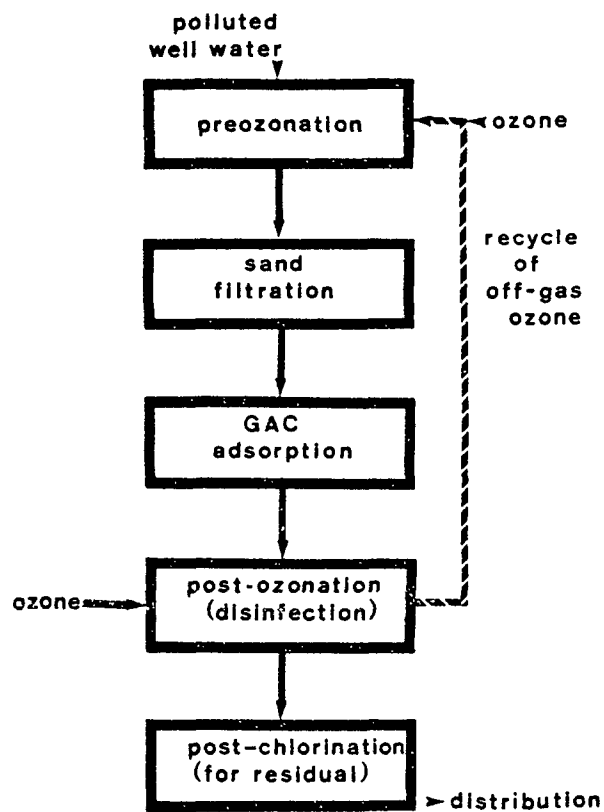 polluted
well water
preozonation
ozone
sand
filtration
recycle
of
off-gas
ozone
GAC
adsorption
post-ozonation
(disinfection)
ozone
post-chlorination
(for residual)
distribution